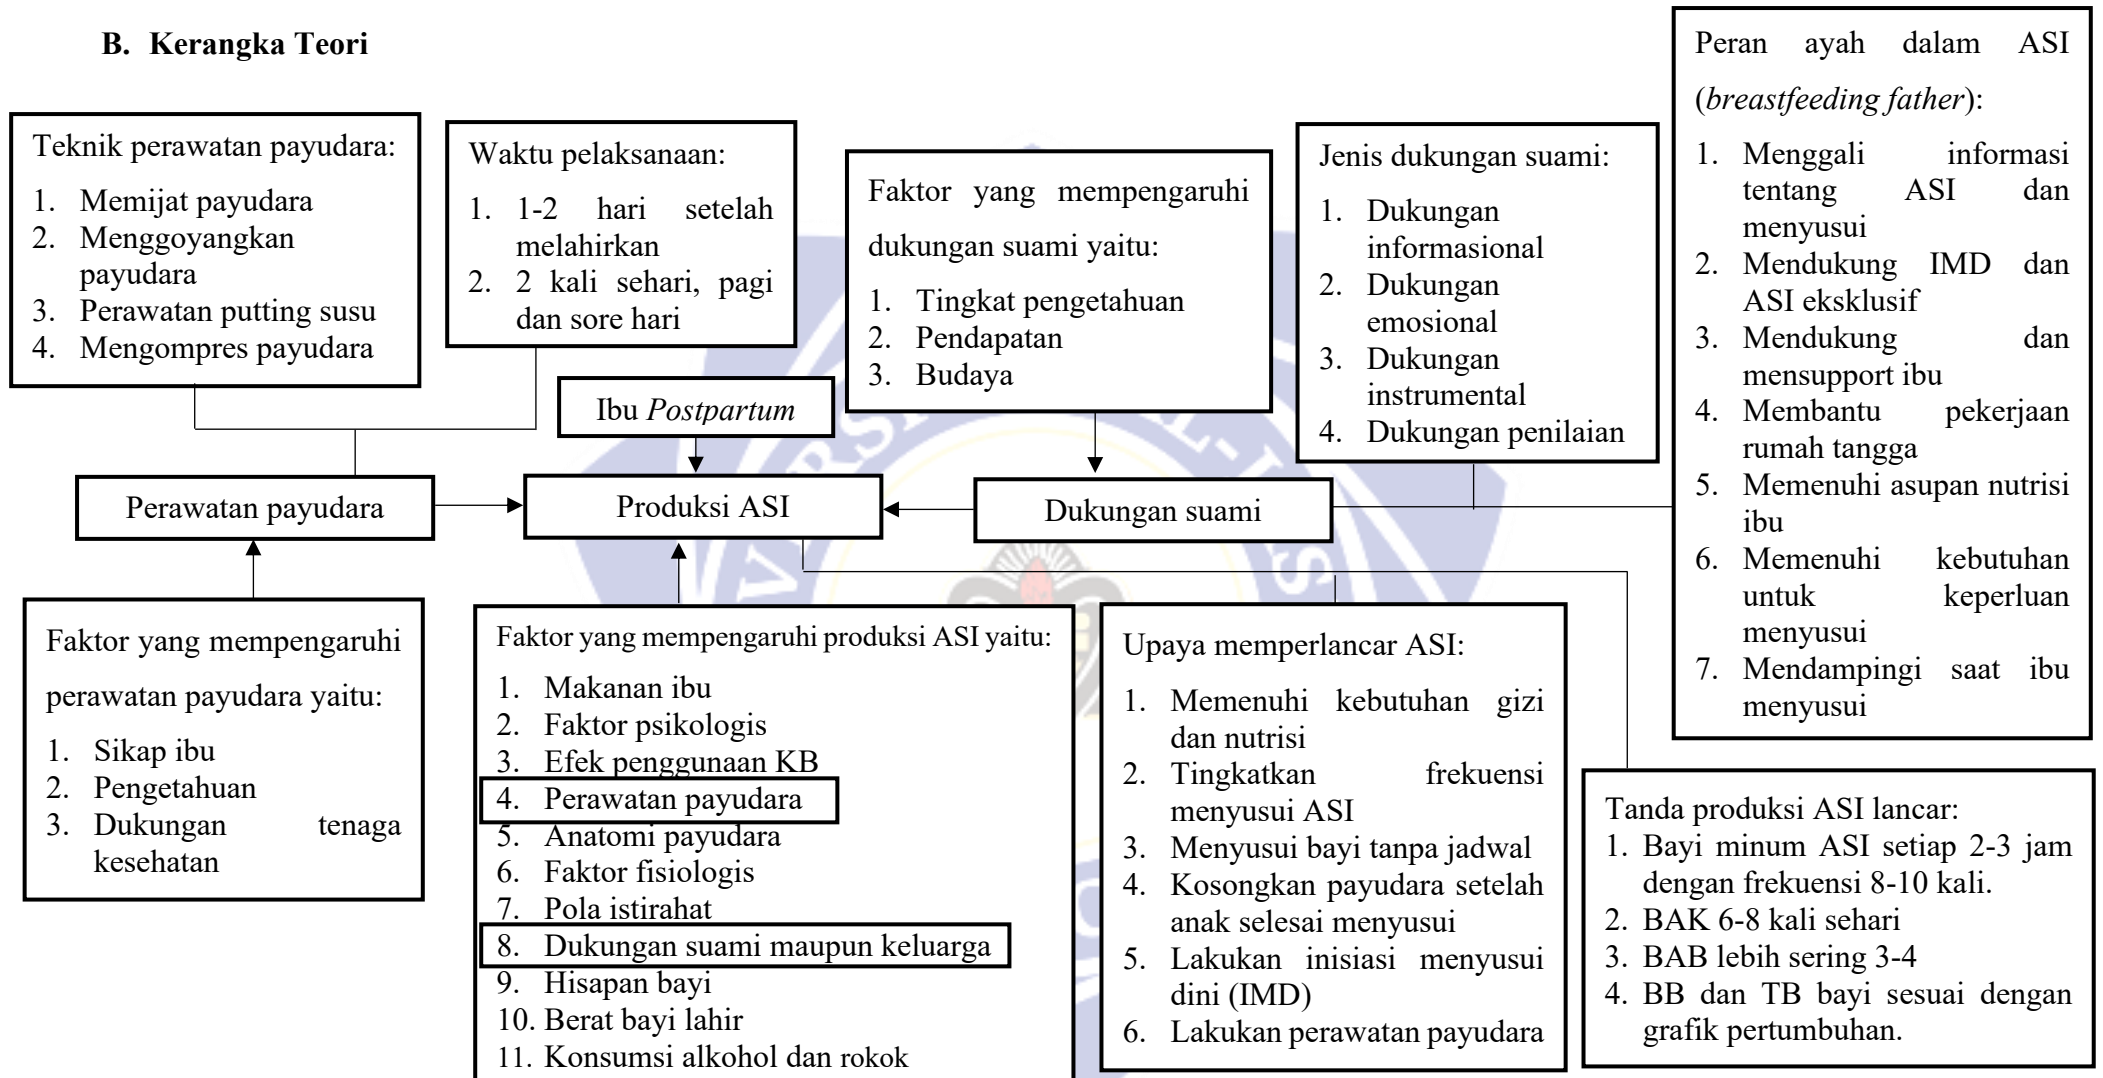 B. Kerangka Teori
Teknik perawatan payudara:
1. Memijat payudara
2. Menggoyangkan
payudara
3. Perawatan putting susu
4. Mengompres payudara
Waktu pelaksanaan:
1. 1-2 hari setelah
melahirkan
2. 2 kali sehari, pagi
dan sore hari
Ibu Postpartum
Faktor yang mempengaruhi
dukungan suami yaitu:
1. Tingkat pengetahuan
2. Pendapatan
3. Budaya
Jenis dukungan suami:
1. Dukungan
informasional
2. Dukungan
emosional
3. Dukungan
instrumental
4. Dukungan penilaian
Peran ayah dalam ASI
(breastfeeding father):
1. Menggali informasi
tentang ASI dan
menyusui
2. Mendukung IMD dan
ASI eksklusif
3. Mendukung dan
mensupport ibu
4. Membantu pekerjaan
rumah tangga
5. Memenuhi asupan nutrisi
ibu
6. Memenuhi kebutuhan
untuk keperluan
menyusui
7. Mendampingi saat ibu
menyusui
Perawatan payudara
Produksi ASI
Dukungan suami
Faktor yang mempengaruhi
perawatan payudara yaitu:
1. Sikap ibu
2. Pengetahuan
3. Dukungan tenaga
kesehatan
Faktor yang mempengaruhi produksi ASI yaitu:
1. Makanan ibu
2. Faktor psikologis
3. Efek penggunaan KB
4. Perawatan payudara
5. Anatomi payudara
6. Faktor fisiologis
7. Pola istirahat
8. Dukungan suami maupun keluarga
9. Hisapan bayi
10. Berat bayi lahir
11. Konsumsi alkohol dan rokok
Upaya memperlancar ASI:
1. Memenuhi kebutuhan gizi
dan nutrisi
2. Tingkatkan frekuensi
menyusui ASI
3. Menyusui bayi tanpa jadwal
4. Kosongkan payudara setelah
anak selesai menyusui
5. Lakukan inisiasi menyusui
dini (IMD)
6. Lakukan perawatan payudara
Tanda produksi ASI lancar:
1. Bayi minum ASI setiap 2-3 jam
dengan frekuensi 8-10 kali.
2. BAK 6-8 kali sehari
3. BAB lebih sering 3-4
4. BB dan TB bayi sesuai dengan
grafik pertumbuhan.